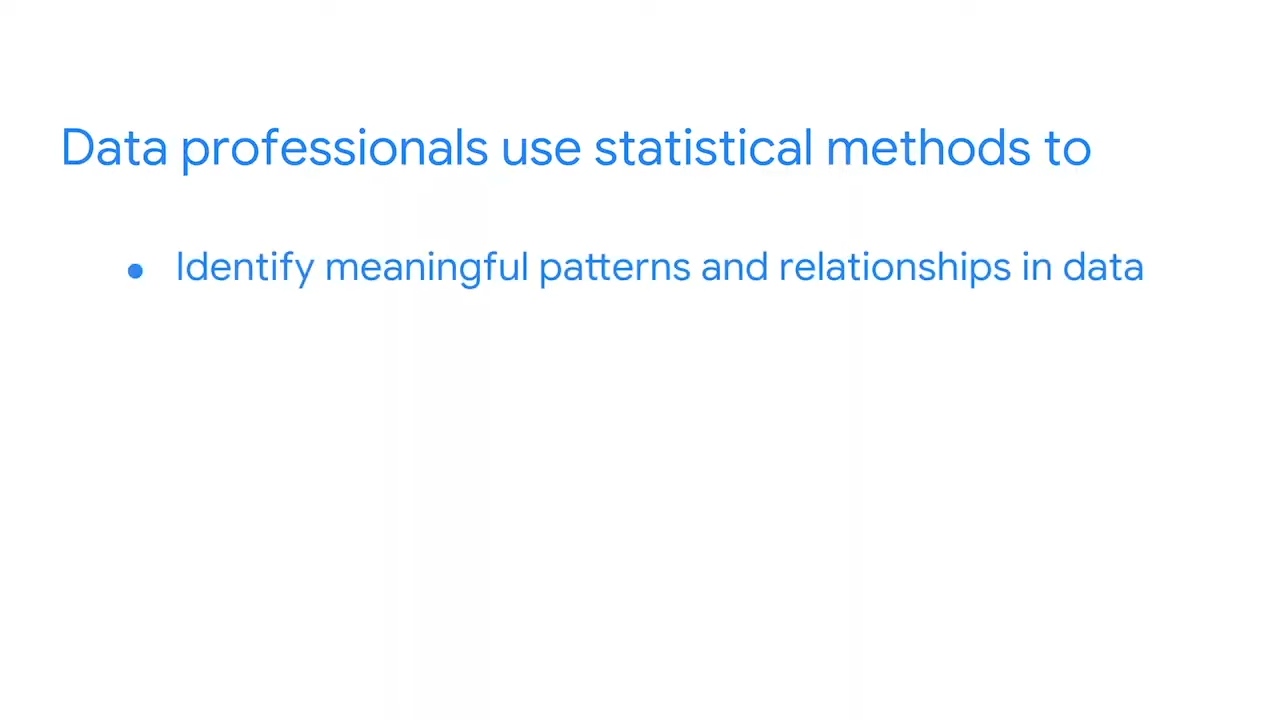 Data professionals use statistical methods to
• Identify meaningful patterns and relationships in data